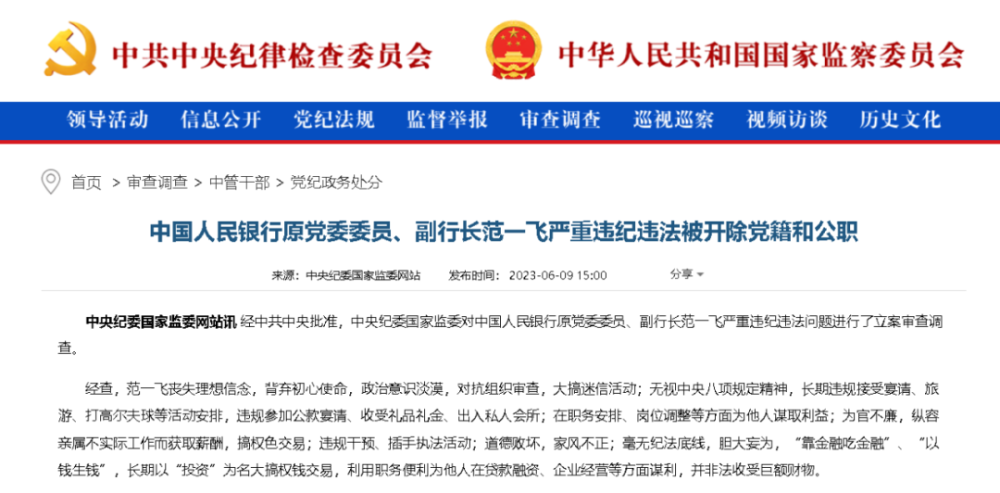 中共中央纪律检查委员会 中华人民共和国国家监察委员会
领导活动 信息公开 党纪法规 监督举报 审查调查 巡视巡察 视频访谈 历史文化
首页 > 审查调查 > 中管干部 > 党纪政务处分
中国人民银行原党委委员、副行长范一飞严重违纪违法被开除党籍和公职
来源：中央纪委国家监委网站 发布时间：2023-06-09 15:00 分享
中央纪委国家监委网站讯 经中共中央批准，中央纪委国家监委对中国人民银行原党委委员、副行长范一飞严重违纪违法问题进行了立案审查调
查。
经查，范一飞丧失理想信念，背弃初心使命，政治意识淡漠，对抗组织审查，大搞迷信活动；无视中央八项规定精神，长期违规接受宴请、旅
游、打高尔夫球等活动安排，违规参加公款宴请、收受礼品礼金、出入私人会所；在职务安排、岗位调整等方面为他人谋取利益；为官不廉，纵容
亲属不实际工作而获取薪酬，搞权色交易；违规干预、插手执法活动；道德败坏，家风不正；毫无纪法底线，胆大妄为，“靠金融吃金融”、“以
钱生钱”，长期以“投资”为名大搞权钱交易，利用职务便利为他人在贷款融资、企业经营等方面谋利，并非法收受巨额财物。